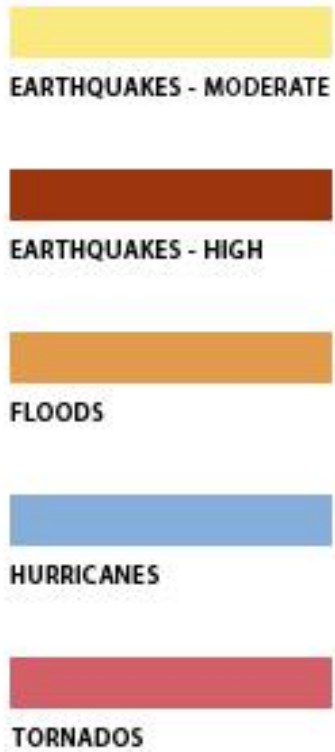 EARTHQUAKES - MODERATE
EARTHQUAKES - HIGH
FLOODS
HURRICANES
TORNADOS